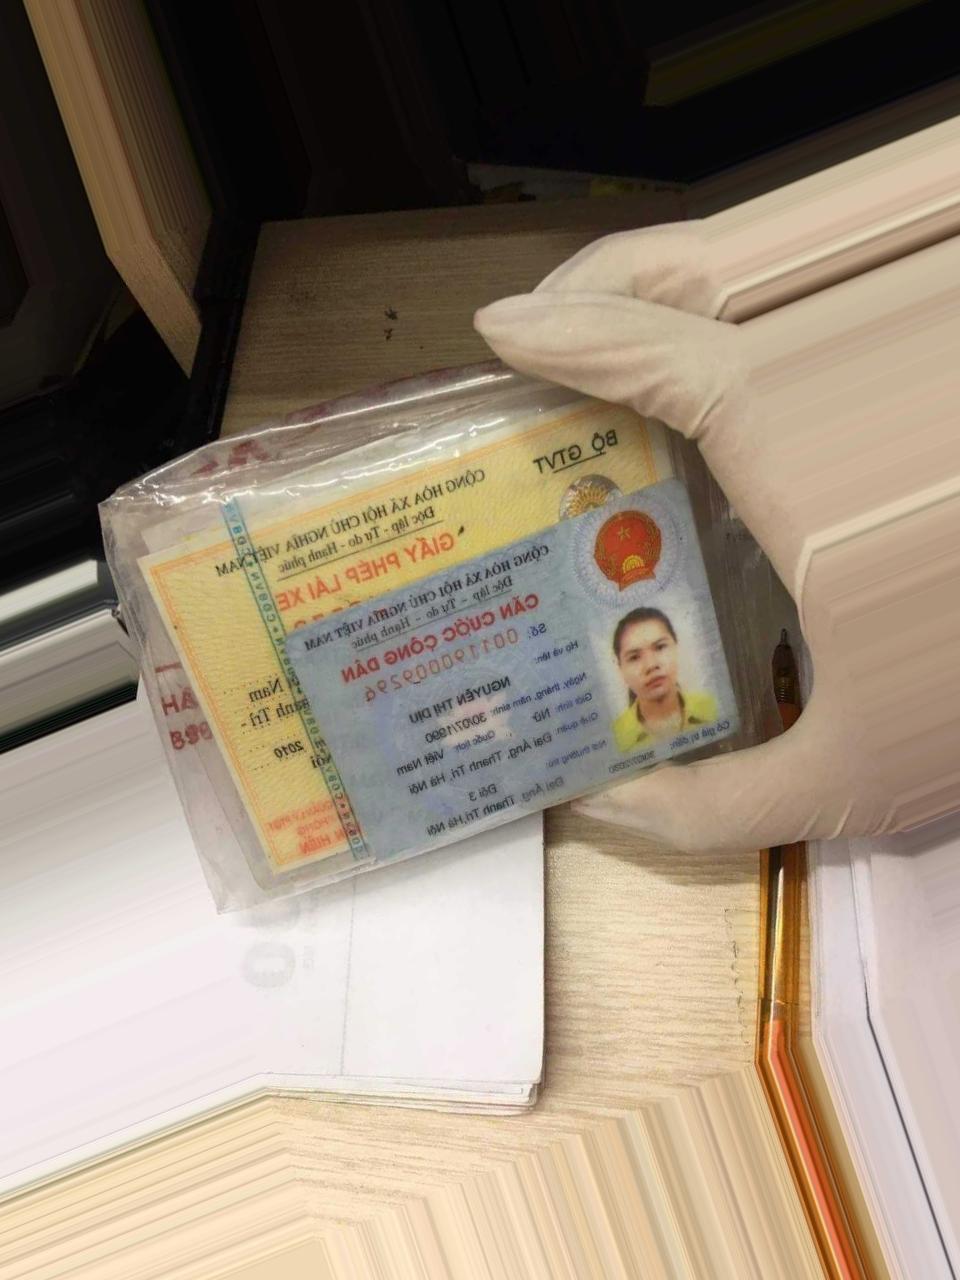 BỘ GTVT
CỘNG HÒA XÃ HỘI CHỦ NGHĨA VIỆT NAM
Độc lập - Tự do - Hạnh phúc
GIẤY PHÉP LÁI XE
Nam
Thanh Trì
2010
CỘNG HÒA XÃ HỘI CHỦ NGHĨA VIỆT NAM
Độc lập - Tự do - Hạnh phúc
CĂN CƯỚC CÔNG DÂN
Số: 001190009296
Họ và tên:
NGUYỄN THỊ DỊU
Ngày, tháng, năm sinh: 30/07/1990
Giới tính: Nữ Quốc tịch: Việt Nam
Quê quán: Đại Áng, Thanh Trì, Hà Nội
Nơi thường trú: Đội 3
Đại Áng, Thanh Trì, Hà Nội
Có giá trị đến:
30/07/2030